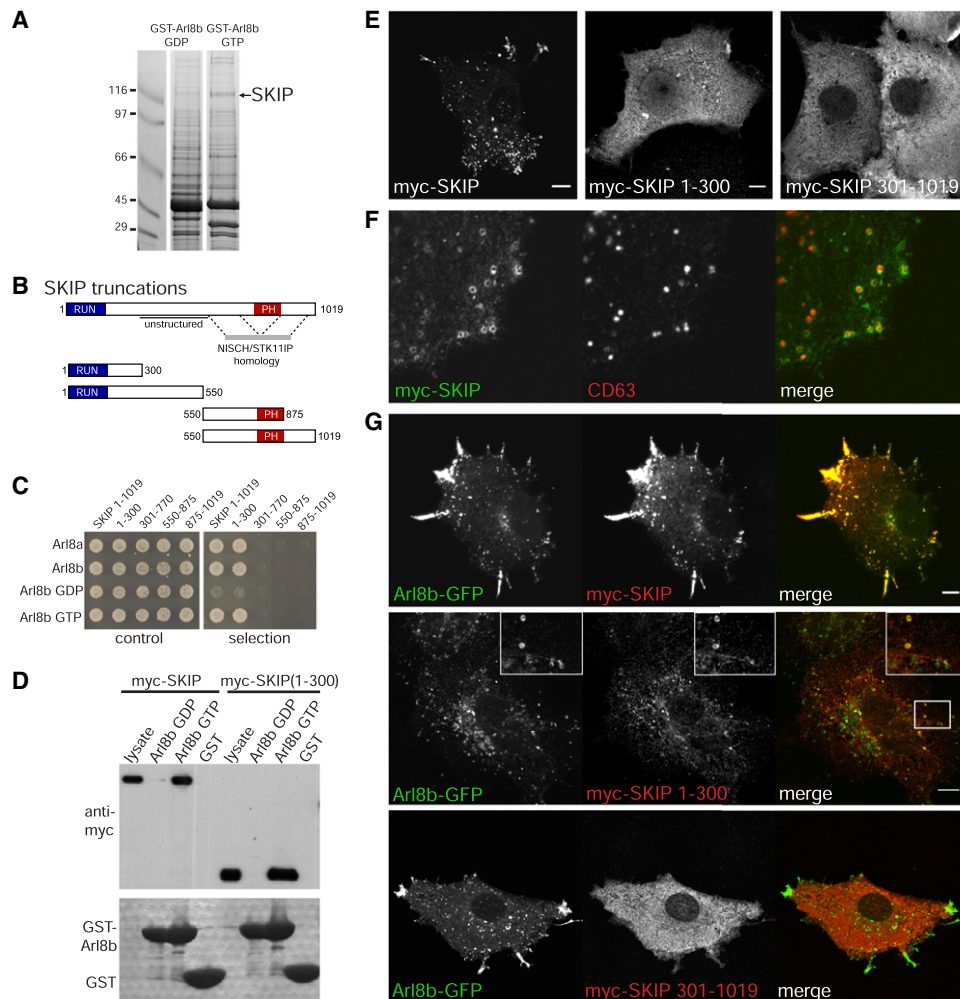 A
GST-Arl8b GST-Arl8b
GDP GTP
116
97
66
45
29
SKIP
B
SKIP truncations
1 RUN PH 1019
unstructured
NISCH/STK11IP
homology
1 RUN 300
1 RUN 550
550 PH 875
550 PH 1019
C
SKIP 1-1019 1-300 301-770 550-875 875-1019 SKIP 1-1019 1-300 301-770 550-875 875-1019
Arl8a
Arl8b
Arl8b GDP
Arl8b GTP
control selection
D
myc-SKIP myc-SKIP(1-300)
lysate Arl8b GDP Arl8b GTP GST lysate Arl8b GDP Arl8b GTP GST
anti-
myc
GST-
Arl8b
GST
E
myc-SKIP myc-SKIP 1-300 myc-SKIP 301-1019
F
myc-SKIP CD63 merge
G
Arl8b-GFP myc-SKIP merge
Arl8b-GFP myc-SKIP 1-300 merge
Arl8b-GFP myc-SKIP 301-1019 merge